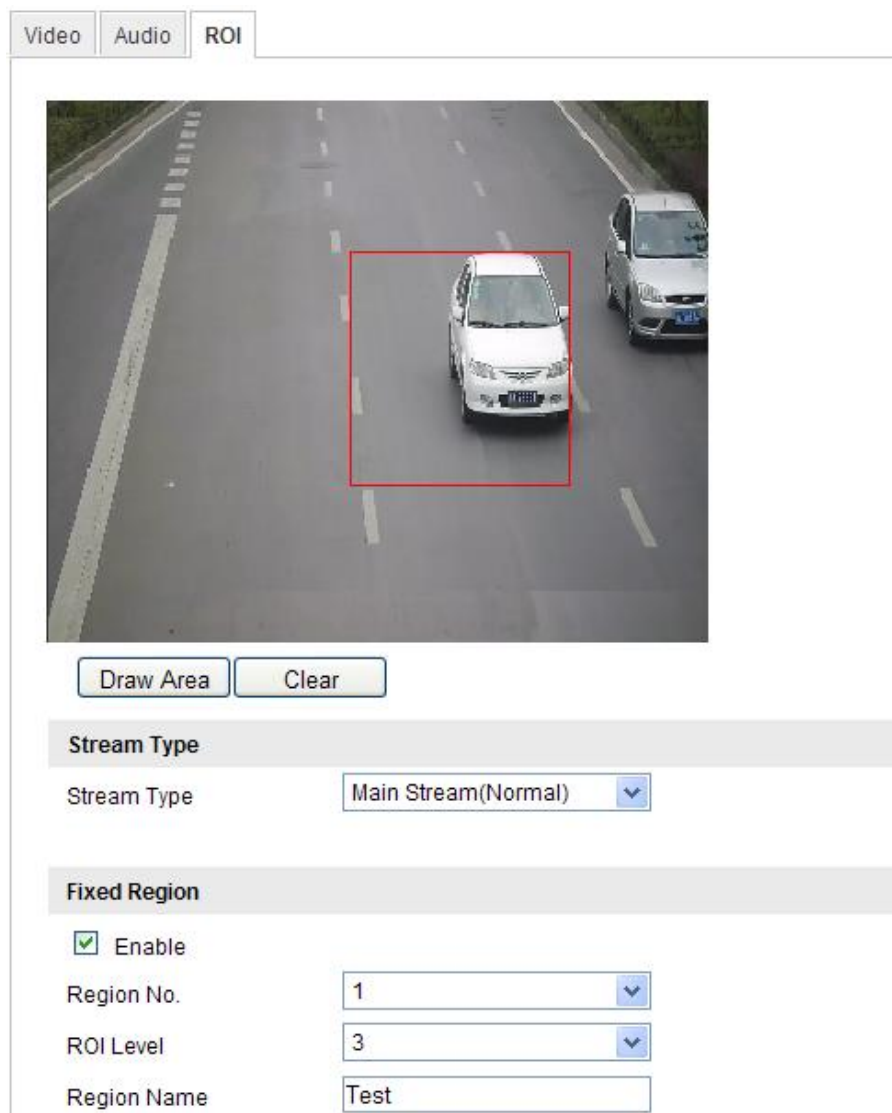 Video Audio ROI
Draw Area Clear
Stream Type
Stream Type Main Stream(Normal)
Fixed Region
Enable
Region No. 1
ROI Level 3
Region Name Test